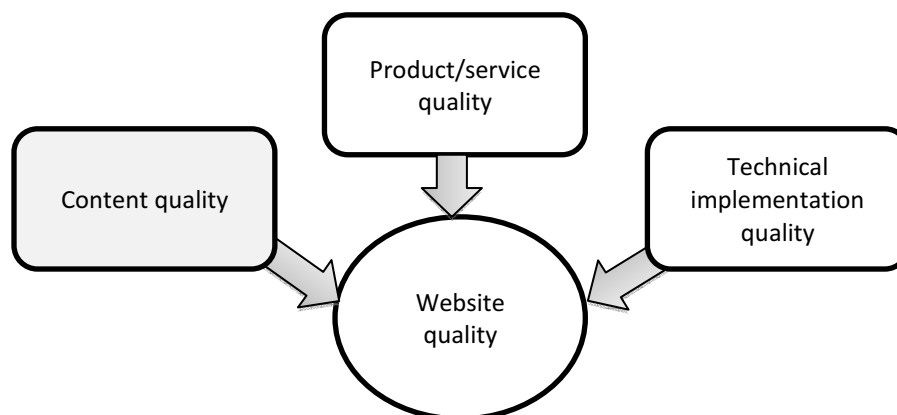 Product/service
quality
Content quality
Technical
implementation
quality
Website
quality